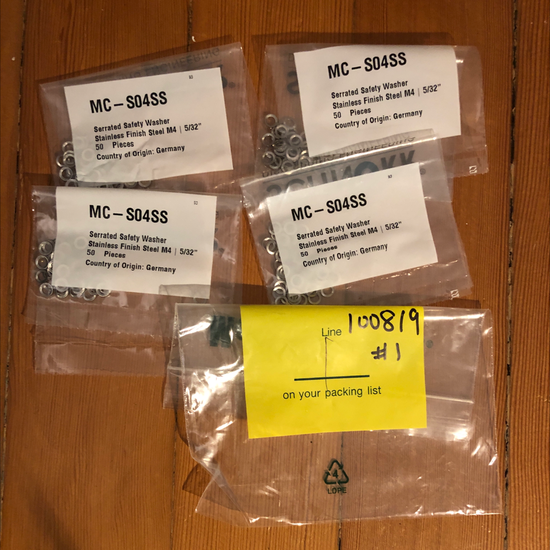 MC-S04SS
Serrated Safety Washer
Stainless Finish Steel M4 | 5/32"
50 Pieces
Country of Origin: Germany
MC-S04SS
Serrated Safety Washer
Stainless Finish Steel M4 | 5/32"
50 Pieces
Country of Origin: Germany
MC-S04SS
Serrated Safety Washer
Stainless Finish Steel M4 | 5/32"
50 Pieces
Country of Origin: Germany
MC-S04SS
Serrated Safety Washer
Stainless Finish Steel M4 | 5/32"
50 Pieces
Country of Origin: Germany
Line 100819
#1
on your packing list
4
LDPE